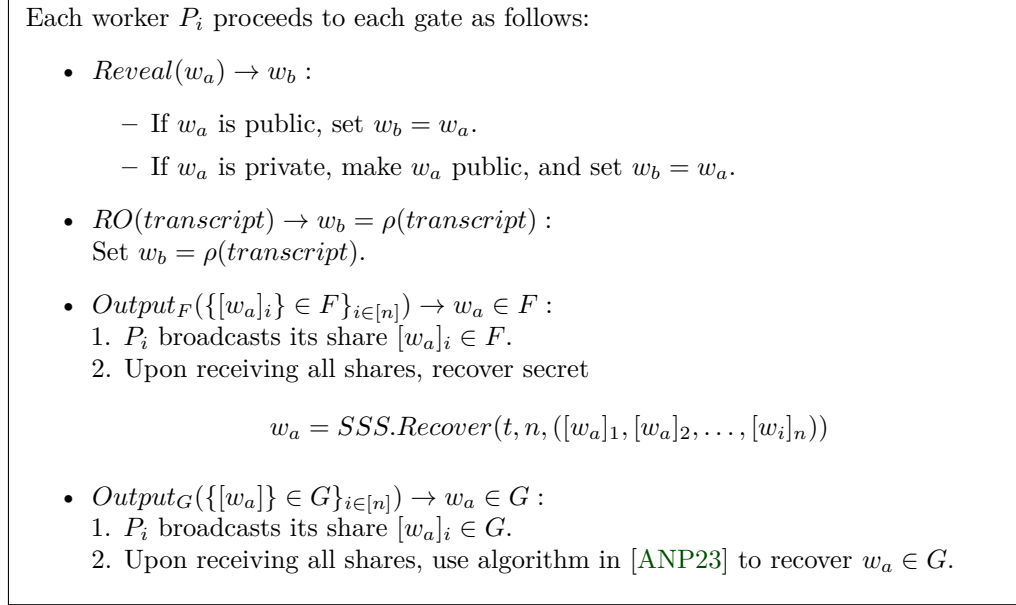 Each worker P_i proceeds to each gate as follows:
• Reveal(w_a) → w_b :
– If w_a is public, set w_b = w_a.
– If w_a is private, make w_a public, and set w_b = w_a.
• RO(transcript) → w_b = ρ(transcript) :
Set w_b = ρ(transcript).
• Output_F({[w_a]_i} ∈ F}_{i∈[n]}) → w_a ∈ F :
1. P_i broadcasts its share [w_a]_i ∈ F.
2. Upon receiving all shares, recover secret
w_a = SSS.Recover(t, n, ([w_a]_1, [w_a]_2, . . . , [w_i]_n))
• Output_G({[w_a]} ∈ G}_{i∈[n]}) → w_a ∈ G :
1. P_i broadcasts its share [w_a]_i ∈ G.
2. Upon receiving all shares, use algorithm in [ANP23] to recover w_a ∈ G.